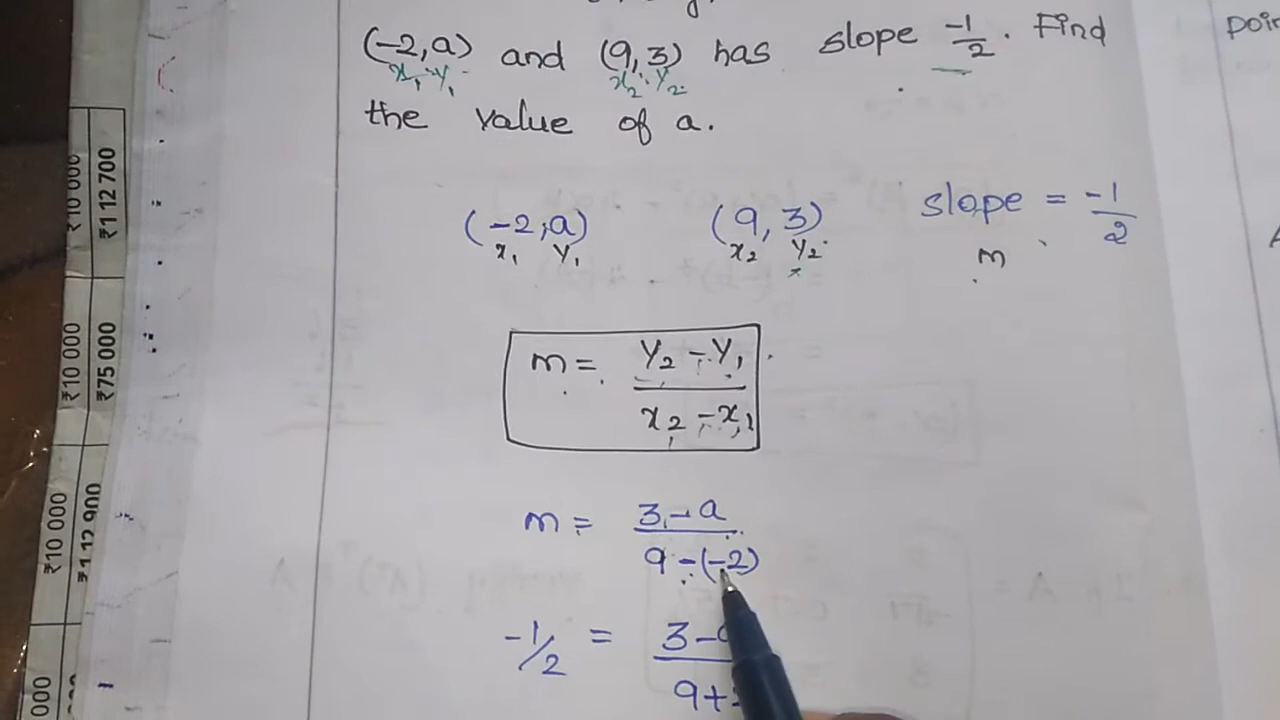 (-2, a) and (9, 3) has slope -1/2. Find
x₁ y₁ x₂ y₂
the value of a.
(-2, a) (9, 3) slope = -1/2
x₁ y₁ x₂ y₂ m
m = y₂ - y₁ / x₂ - x₁
m = 3 - a / 9 - (-2)
-1/2 = 3 - / 9 +
₹10 000
₹1 12 700
₹10 000
₹75 000
₹10 000
₹1 12 900
000